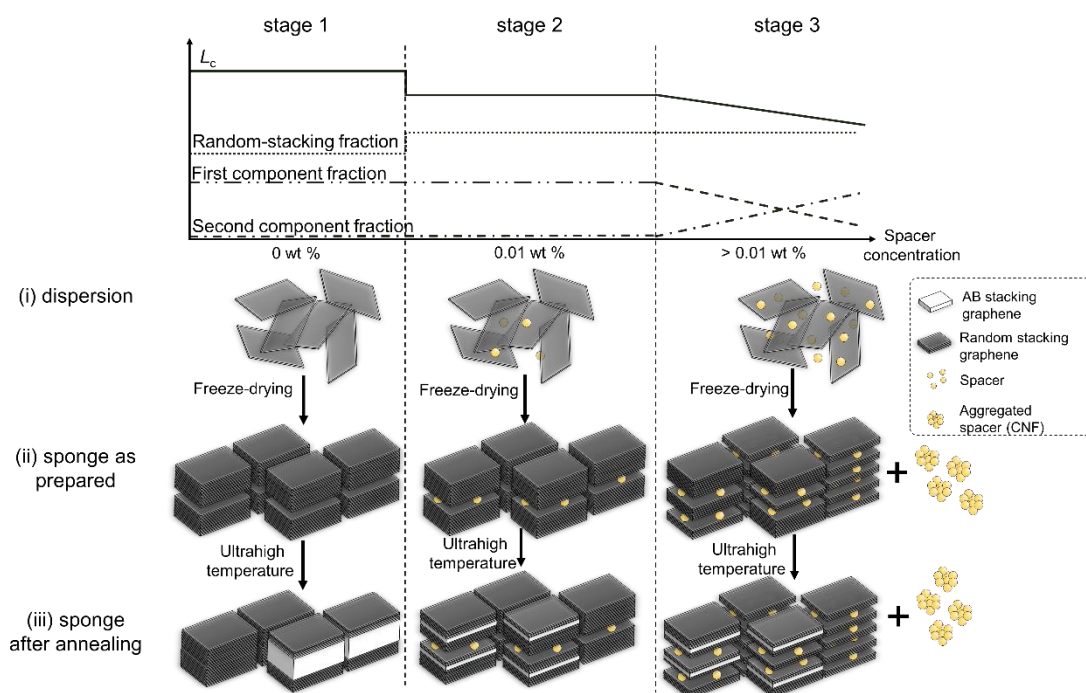 stage 1
stage 2
stage 3
Lc
Random-stacking fraction
First component fraction
Second component fraction
Spacer
concentration
0 wt %
0.01 wt %
> 0.01 wt %
(i) dispersion
AB stacking
graphene
Random stacking
graphene
Spacer
Aggregated
spacer (CNF)
Freeze-drying
Freeze-drying
Freeze-drying
(ii) sponge as
prepared
+
Ultrahigh
temperature
Ultrahigh
temperature
Ultrahigh
temperature
(iii) sponge
after annealing
+